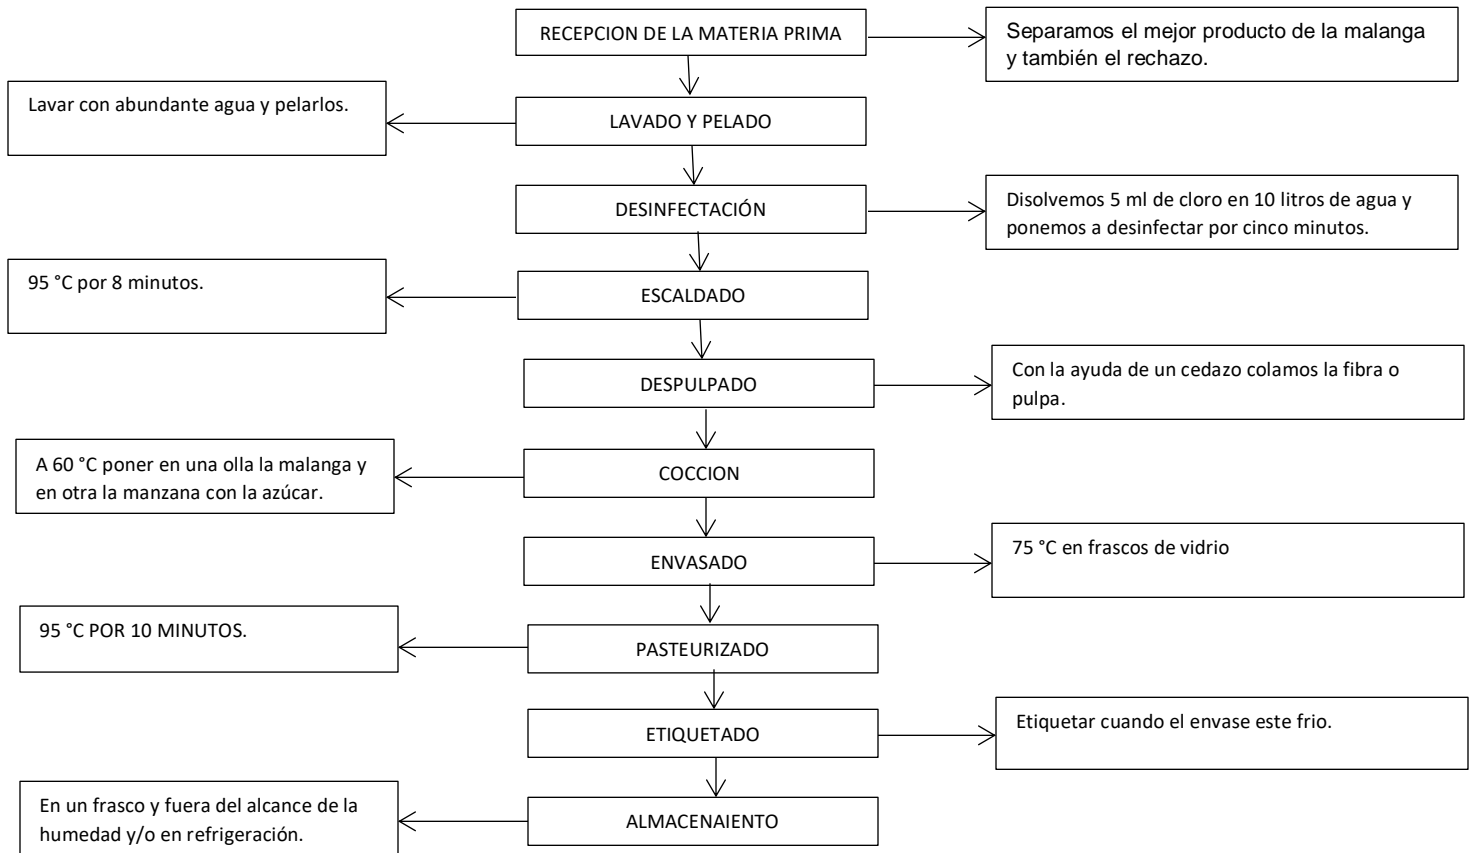 RECEPCION DE LA MATERIA PRIMA
Separamos el mejor producto de la malanga
y también el rechazo.
Lavar con abundante agua y pelarlos.
LAVADO Y PELADO
DESINFECTACIÓN
Disolvemos 5 ml de cloro en 10 litros de agua y
ponemos a desinfectar por cinco minutos.
95 °C por 8 minutos.
ESCALDADO
DESPULPADO
Con la ayuda de un cedazo colamos la fibra o
pulpa.
A 60 °C poner en una olla la malanga y
en otra la manzana con la azúcar.
COCCION
ENVASADO
75 °C en frascos de vidrio
95 °C POR 10 MINUTOS.
PASTEURIZADO
ETIQUETADO
Etiquetar cuando el envase este frio.
En un frasco y fuera del alcance de la
humedad y/o en refrigeración.
ALMACENAIENTO